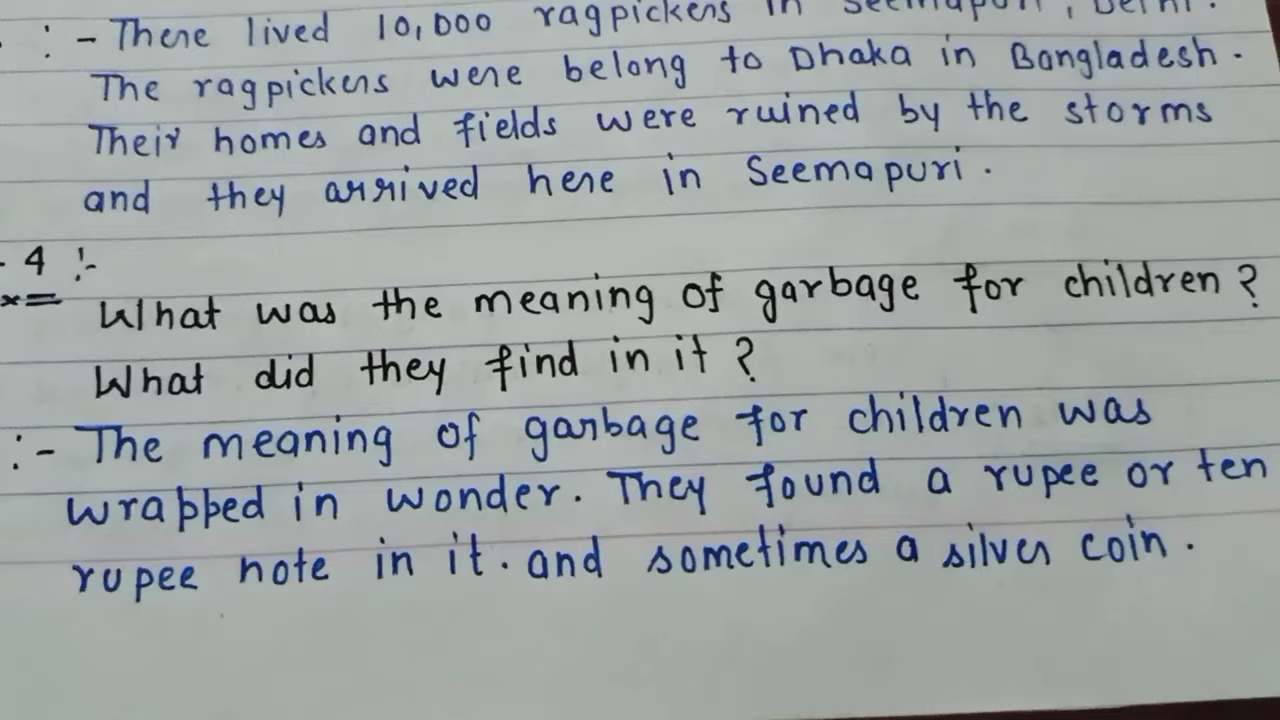 :- There lived 10,000 ragpickers in Seemapuri, Delhi.
The ragpickers were belong to Dhaka in Bangladesh.
Their homes and fields were ruined by the storms
and they arrived here in Seemapuri.
4 :-
What was the meaning of garbage for children?
What did they find in it?
:- The meaning of garbage for children was
wrapped in wonder. They found a rupee or ten
rupee note in it. and sometimes a silver coin.